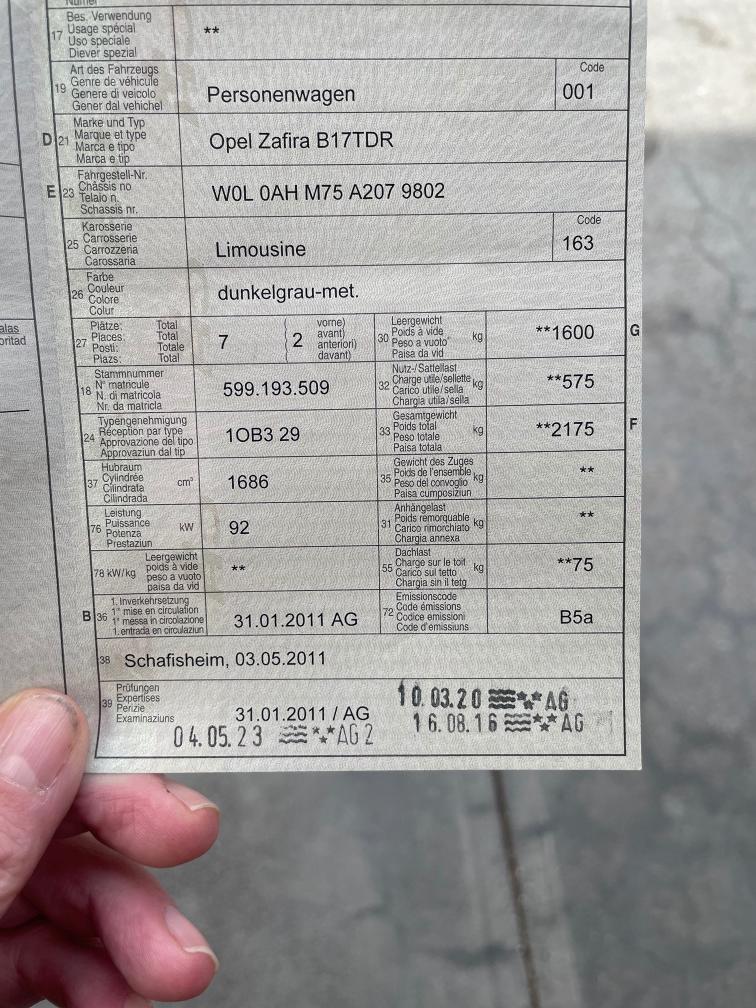 17 Bes. Verwendung
Usage spécial
Uso speciale
Diever spezial
**
19 Art des Fahrzeugs
Genre de véhicule
Genere di veicolo
Gener dal vehichel
Personenwagen
Code
001
D 21 Marke und Typ
Marque et type
Marca e tipo
Marca e tip
Opel Zafira B17TDR
E 23 Fahrgestell-Nr.
Châssis no
Telaio n.
Schassis nr.
W0L 0AH M75 A207 9802
25 Karosserie
Carrosserie
Carrozzeria
Carossaria
Limousine
Code
163
26 Farbe
Couleur
Colore
Colur
dunkelgrau-met.
27 Plätze: Total
Places: Total
Posti: Totale
Plazs: Total
7
( 2 vorne)
avant)
anteriori)
davant)
30 Leergewicht
Poids à vide
Peso a vuoto
Paisa da vid
kg
**1600
G
18 Stammnummer
N° matricule
N. di matricola
Nr. da matricla
599.193.509
32 Nutz-/Sattellast
Charge utile/sellette
Carico utile/sella
Chargia utila/sella
kg
**575
24 Typengenehmigung
Réception par type
Approvazione del tipo
Approvaziun dal tip
1OB3 29
33 Gesamtgewicht
Poids total
Peso totale
Paisa totala
kg
**2175
F
37 Hubraum
Cylindrée
Cilindrata
Cilindrada
cm³
1686
35 Gewicht des Zuges
Poids de l'ensemble
Peso del convoglio
Paisa cumposiziun
kg
**
76 Leistung
Puissance
Potenza
Prestaziun
kW
92
31 Anhängelast
Poids remorquable
Carico rimorchiato
Chargia annexa
kg
**
78 kW/kg
Leergewicht
poids à vide
peso a vuoto
paisa da vid
**
55 Dachlast
Charge sur le toit
Carico sul tetto
Chargia sin il tetg
kg
**75
B 36 1. Inverkehrsetzung
1re mise en circulation
1a messa in circolazione
1. entrada en circulaziun
31.01.2011 AG
72 Emissionscode
Code émissions
Codice emissioni
Code d'emissiuns
B5a
38 Schafisheim, 03.05.2011
39 Prüfungen
Expertises
Perizie
Examinaziuns
31.01.2011 / AG
10.03.20 AG
16.08.16 AG
04.05.23 AG 2